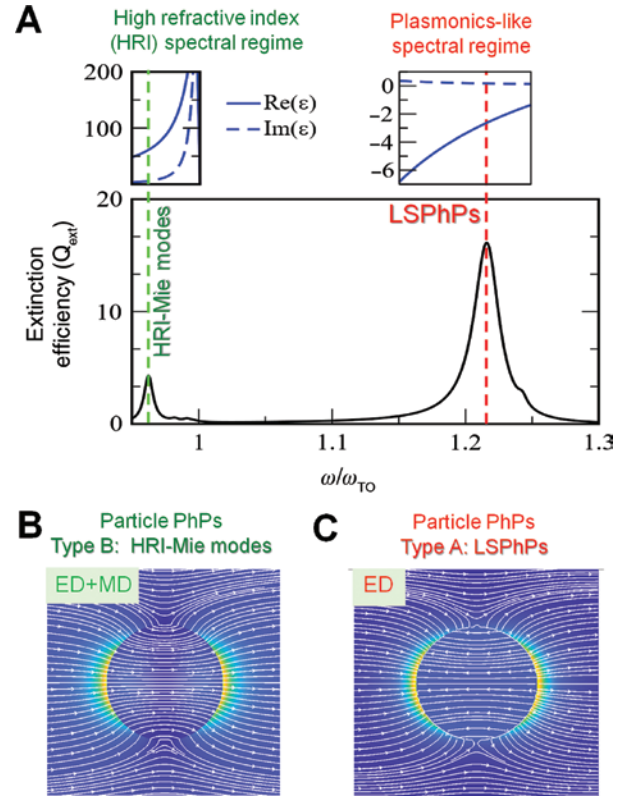 A
High refractive index
(HRI) spectral regime
Plasmonics-like
spectral regime
200
100
Re(ε)
Im(ε)
0
−2
−4
−6
20
10
0
Extinction
efficiency (Qext)
HRI-Mie modes
LSPhPs
1
1.1
1.2
1.3
ω/ωTO
B
Particle PhPs
Type B: HRI-Mie modes
ED+MD
C
Particle PhPs
Type A: LSPhPs
ED